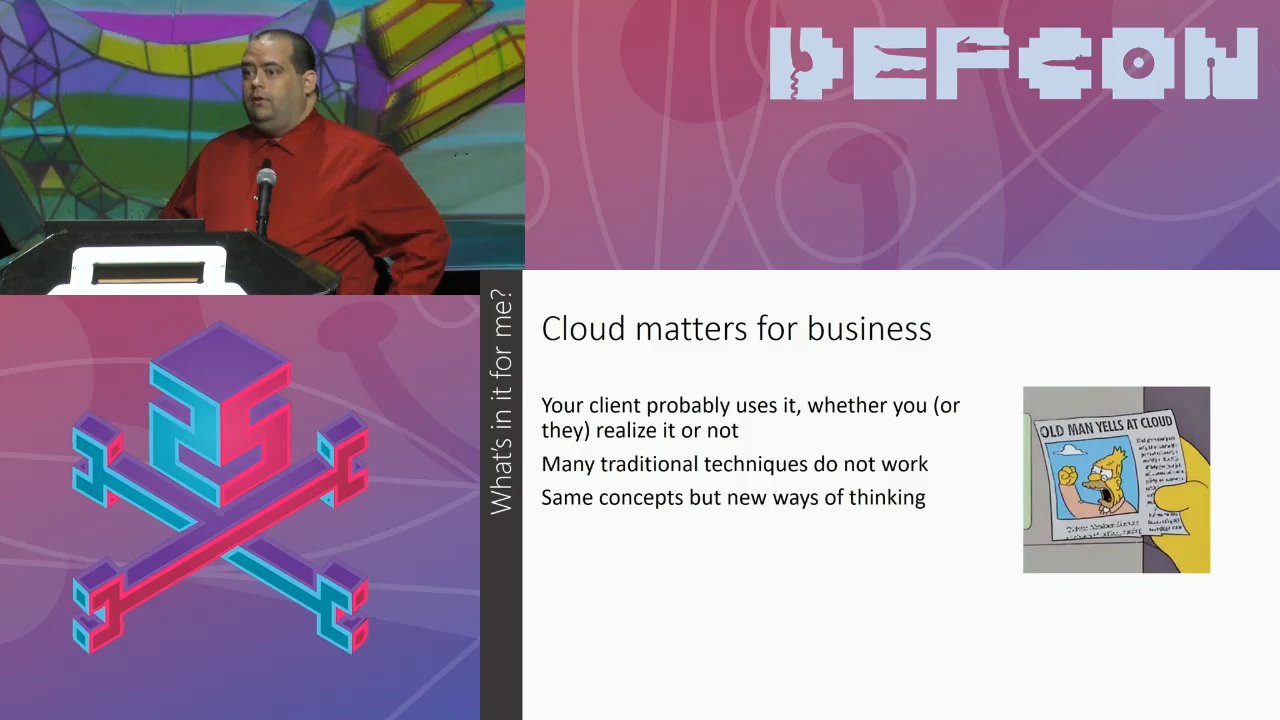 DEFCON
What's in it for me?
Cloud matters for business
Your client probably uses it, whether you (or
they) realize it or not
Many traditional techniques do not work
Same concepts but new ways of thinking
OLD MAN YELLS AT CLOUD